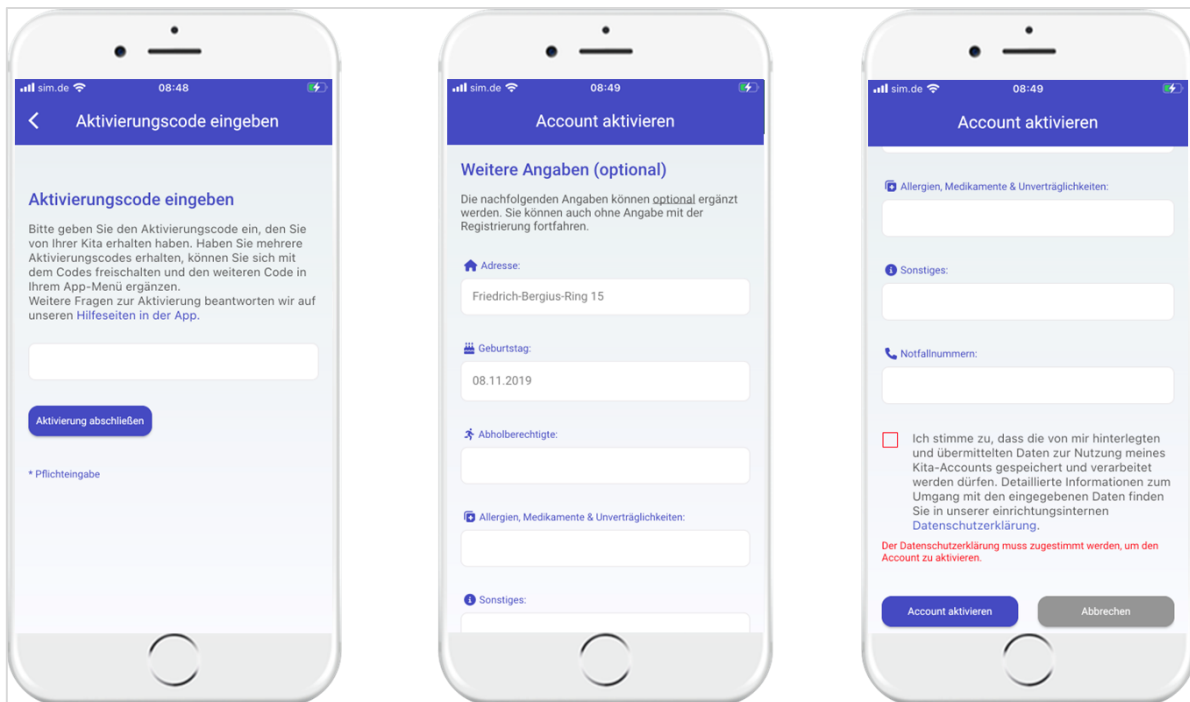 sim.de 08:48
Aktivierungscode eingeben
Aktivierungscode eingeben
Bitte geben Sie den Aktivierungscode ein, den Sie
von Ihrer Kita erhalten haben. Haben Sie mehrere
Aktivierungscodes erhalten, können Sie sich mit
dem Codes freischalten und den weiteren Code in
Ihrem App-Menü ergänzen.
Weitere Fragen zur Aktivierung beantworten wir auf
unseren Hilfeseiten in der App.
Aktivierung abschließen
* Pflichteingabe
sim.de 08:49
Account aktivieren
Weitere Angaben (optional)
Die nachfolgenden Angaben können optional ergänzt
werden. Sie können auch ohne Angabe mit der
Registrierung fortfahren.
Adresse:
Friedrich-Bergius-Ring 15
Geburtstag:
08.11.2019
Abholberechtigte:
Allergien, Medikamente & Unverträglichkeiten:
Sonstiges:
sim.de 08:49
Account aktivieren
Allergien, Medikamente & Unverträglichkeiten:
Sonstiges:
Notfallnummern:
Ich stimme zu, dass die von mir hinterlegten
und übermittelten Daten zur Nutzung meines
Kita-Accounts gespeichert und verarbeitet
werden dürfen. Detaillierte Informationen zum
Umgang mit den eingegebenen Daten finden
Sie in unserer einrichtungsinternen
Datenschutzerklärung.
Der Datenschutzerklärung muss zugestimmt werden, um den
Account zu aktivieren.
Account aktivieren
Abbrechen